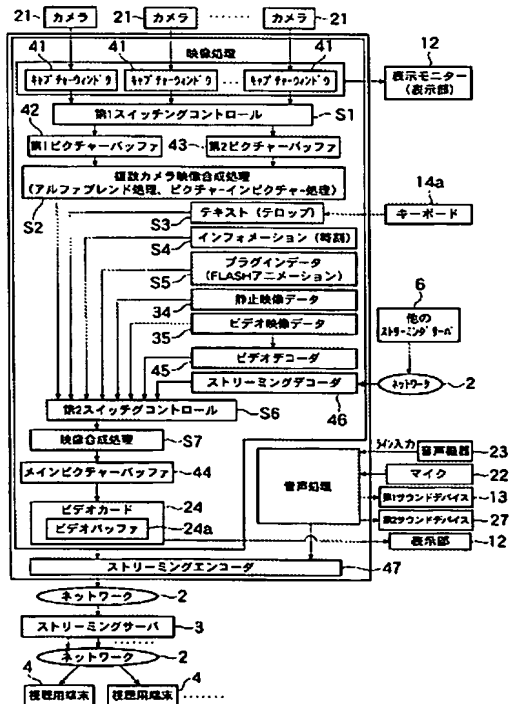 21 カメラ 21 カメラ …… カメラ 21
映像処理
41 41 41
キャプチャーウィンドウ キャプチャーウィンドウ … キャプチャーウィンドウ
12
表示モニター
(表示部)
42 第1スイッチングコントロール S1
第1ピクチャーバッファ 43 第2ピクチャーバッファ
複数カメラ映像合成処理
(アルファブレンド処理、ピクチャーインピクチャー処理)
S2
14a
S3 テキスト(テロップ) キーボード
S4 インフォメーション(時刻)
S5 プラグインデータ
(FLASHアニメーション)
6
34 静止映像データ 他の
ストリーミングサーバ
35 ビデオ映像データ
45 ビデオデコーダ
ストリーミングデコーダ ネットワーク 2
46
第2スイッチグコントロール S6
映像合成処理 S7
メインピクチャーバッファ 44
ビデオカード 24
ビデオバッファ 24a
音声処理
ライン入力
音声機器 23
マイク 22
第1サウンドデバイス 13
第2サウンドデバイス 27
表示部 12
ストリーミングエンコーダ 47
ネットワーク 2
ストリーミングサーバ 3
……
ネットワーク 2
4 4
視聴用端末 視聴用端末 ……